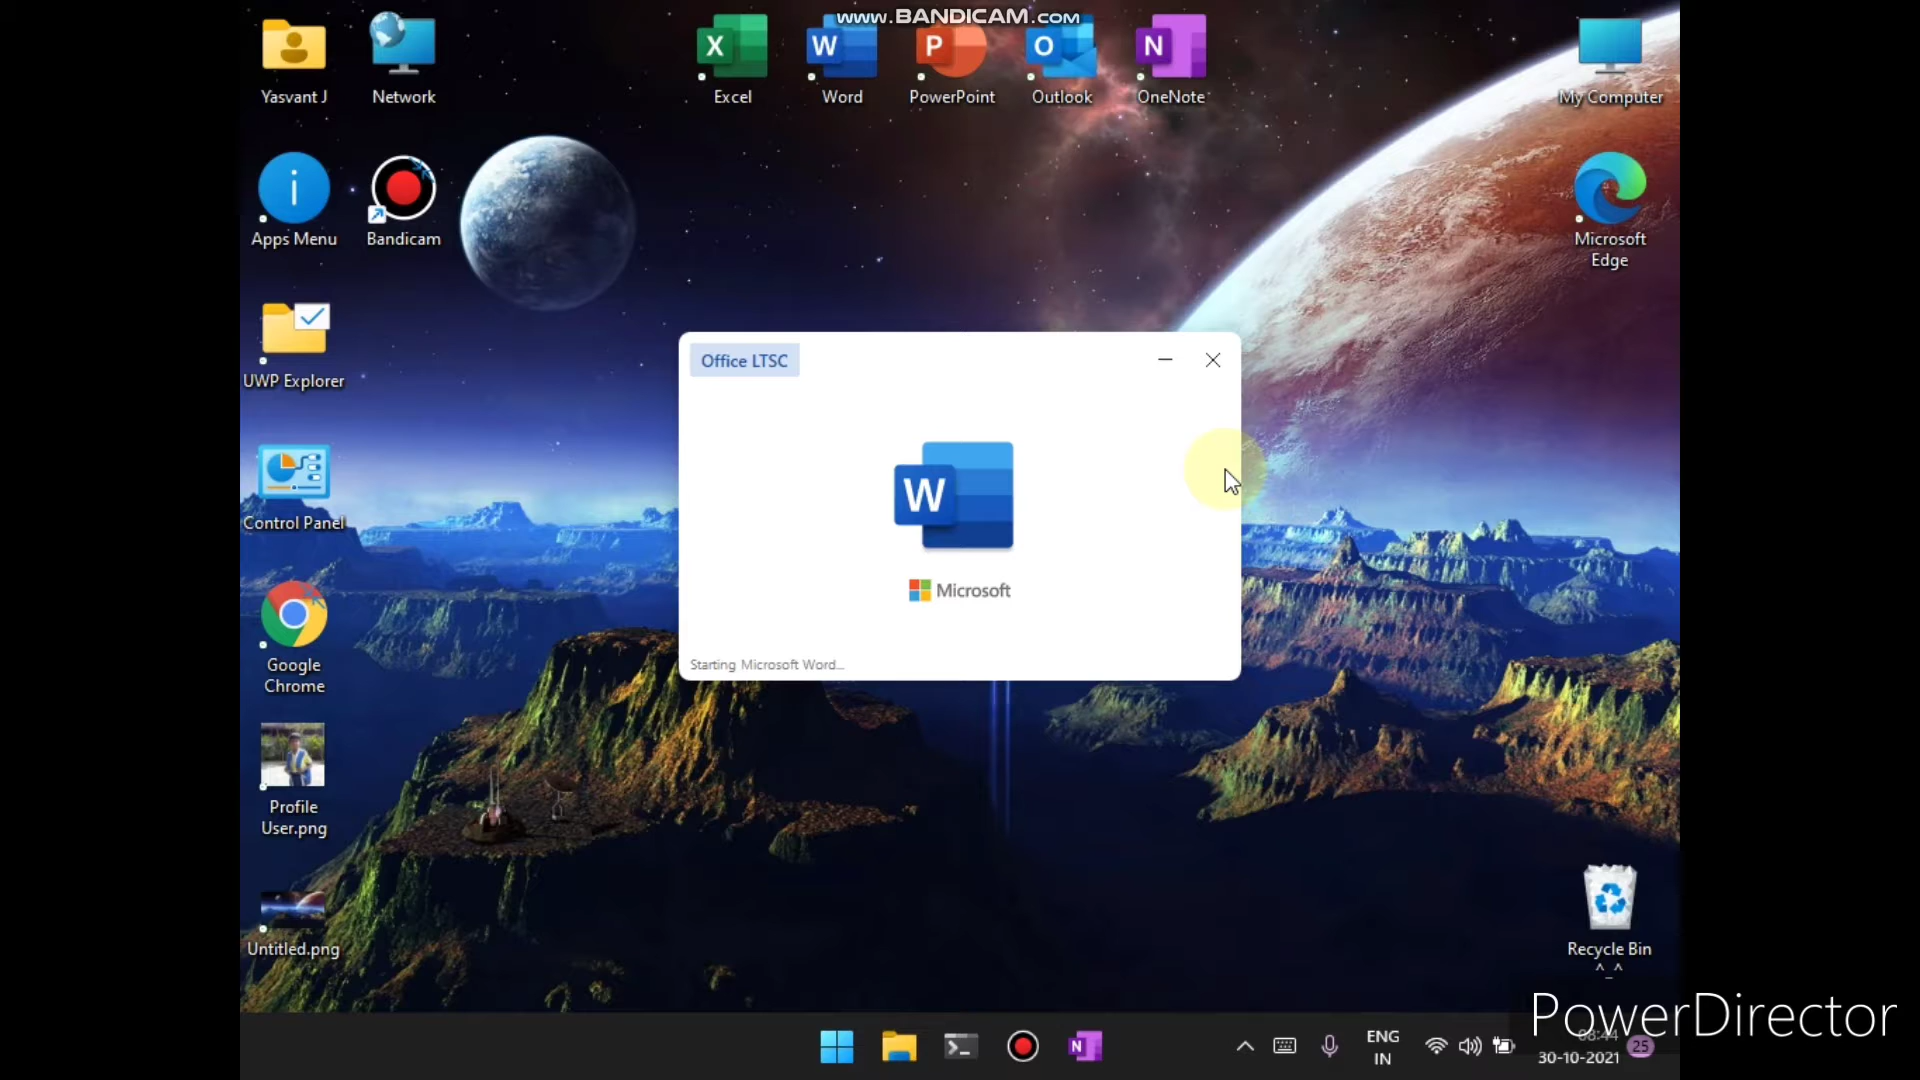 www.BANDICAM.com
Yasvant J
Network
Excel
Word
PowerPoint
Outlook
OneNote
My Computer
Apps Menu
Bandicam
Microsoft
Edge
UWP Explorer
Office LTSC
Control Panel
Microsoft
Google
Chrome
Starting Microsoft Word...
Profile
User.png
Untitled.png
Recycle Bin
^_^
PowerDirector
ENG
IN
08:44
30-10-2021
25